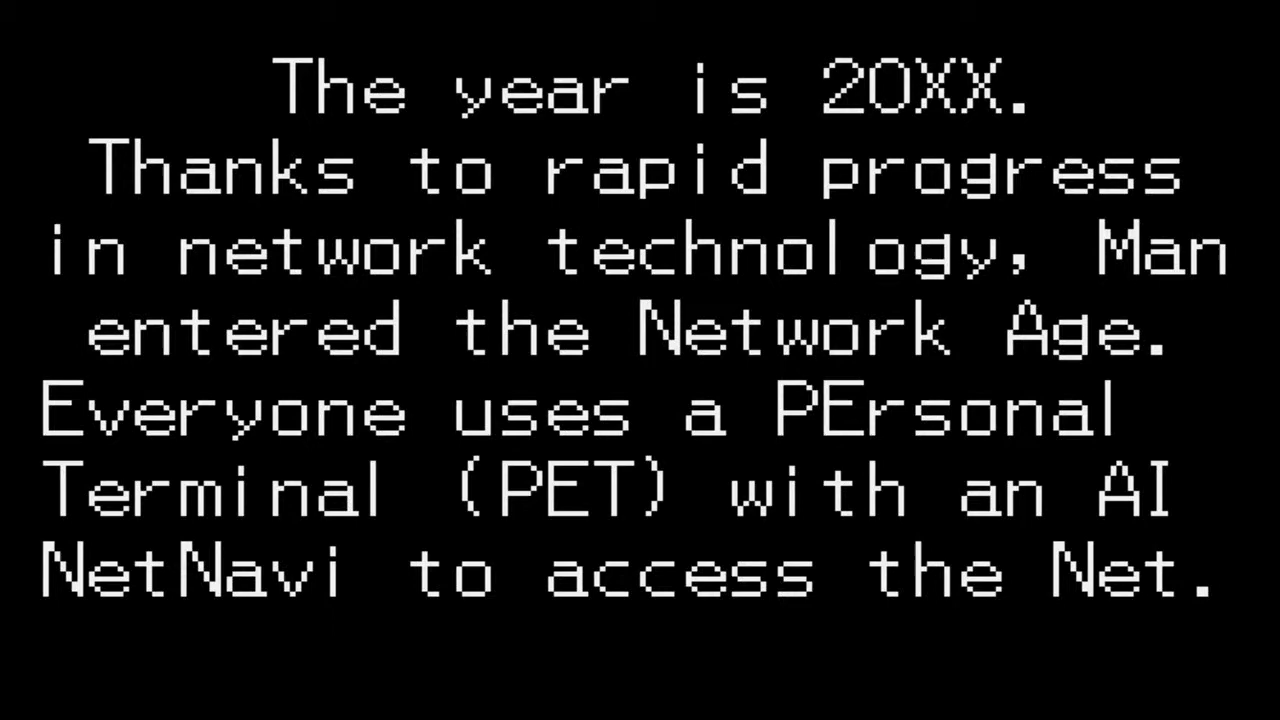 The year is 20XX.
Thanks to rapid progress
in network technology, Man
entered the Network Age.
Everyone uses a PErsonal
Terminal (PET) with an AI
NetNavi to access the Net.